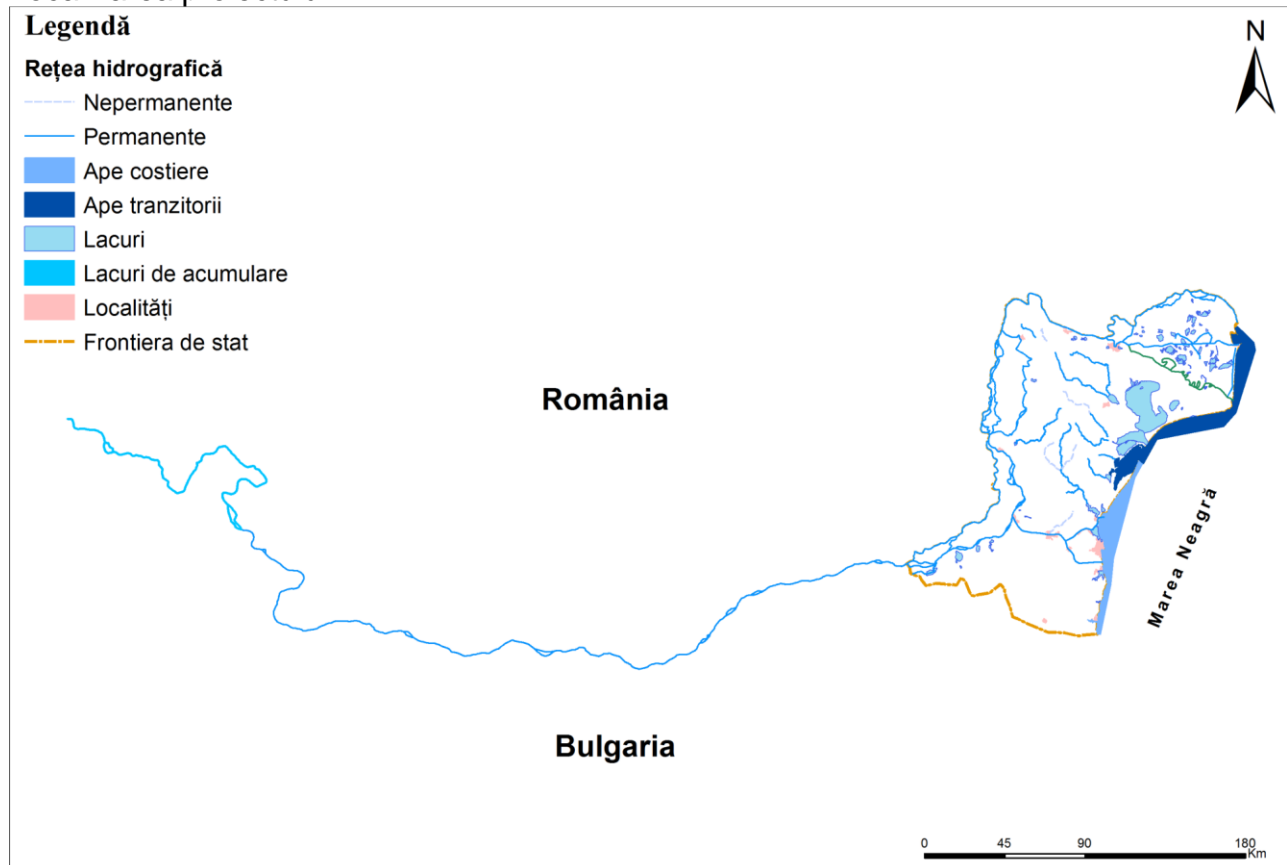 Legendă
Rețea hidrografică
Nepermanente
Permanente
Ape costiere
Ape tranzitorii
Lacuri
Lacuri de acumulare
Localități
Frontiera de stat
N
România
Marea Neagră
Bulgaria
0 45 90 180
Km